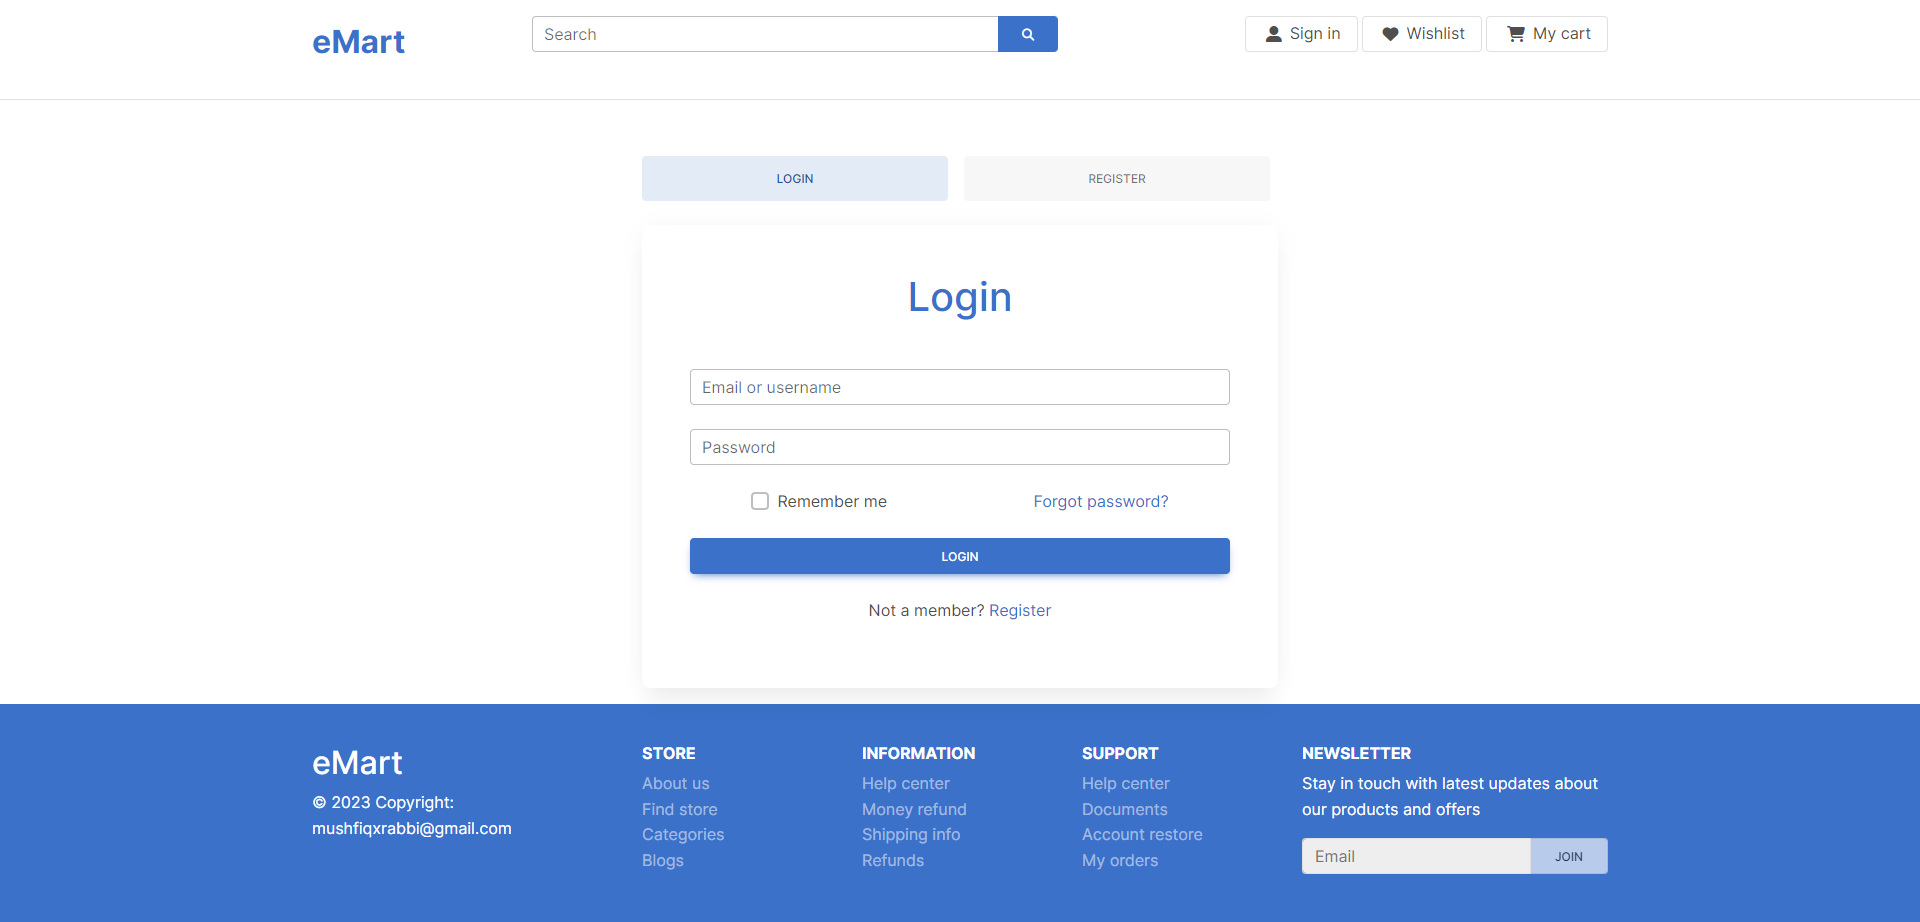 eMart
Search
Sign in
Wishlist
My cart
LOGIN
REGISTER
Login
Email or username
Password
Remember me
Forgot password?
LOGIN
Not a member? Register
eMart
© 2023 Copyright:
mushfiqxrabbi@gmail.com
STORE
About us
Find store
Categories
Blogs
INFORMATION
Help center
Money refund
Shipping info
Refunds
SUPPORT
Help center
Documents
Account restore
My orders
NEWSLETTER
Stay in touch with latest updates about
our products and offers
Email
JOIN